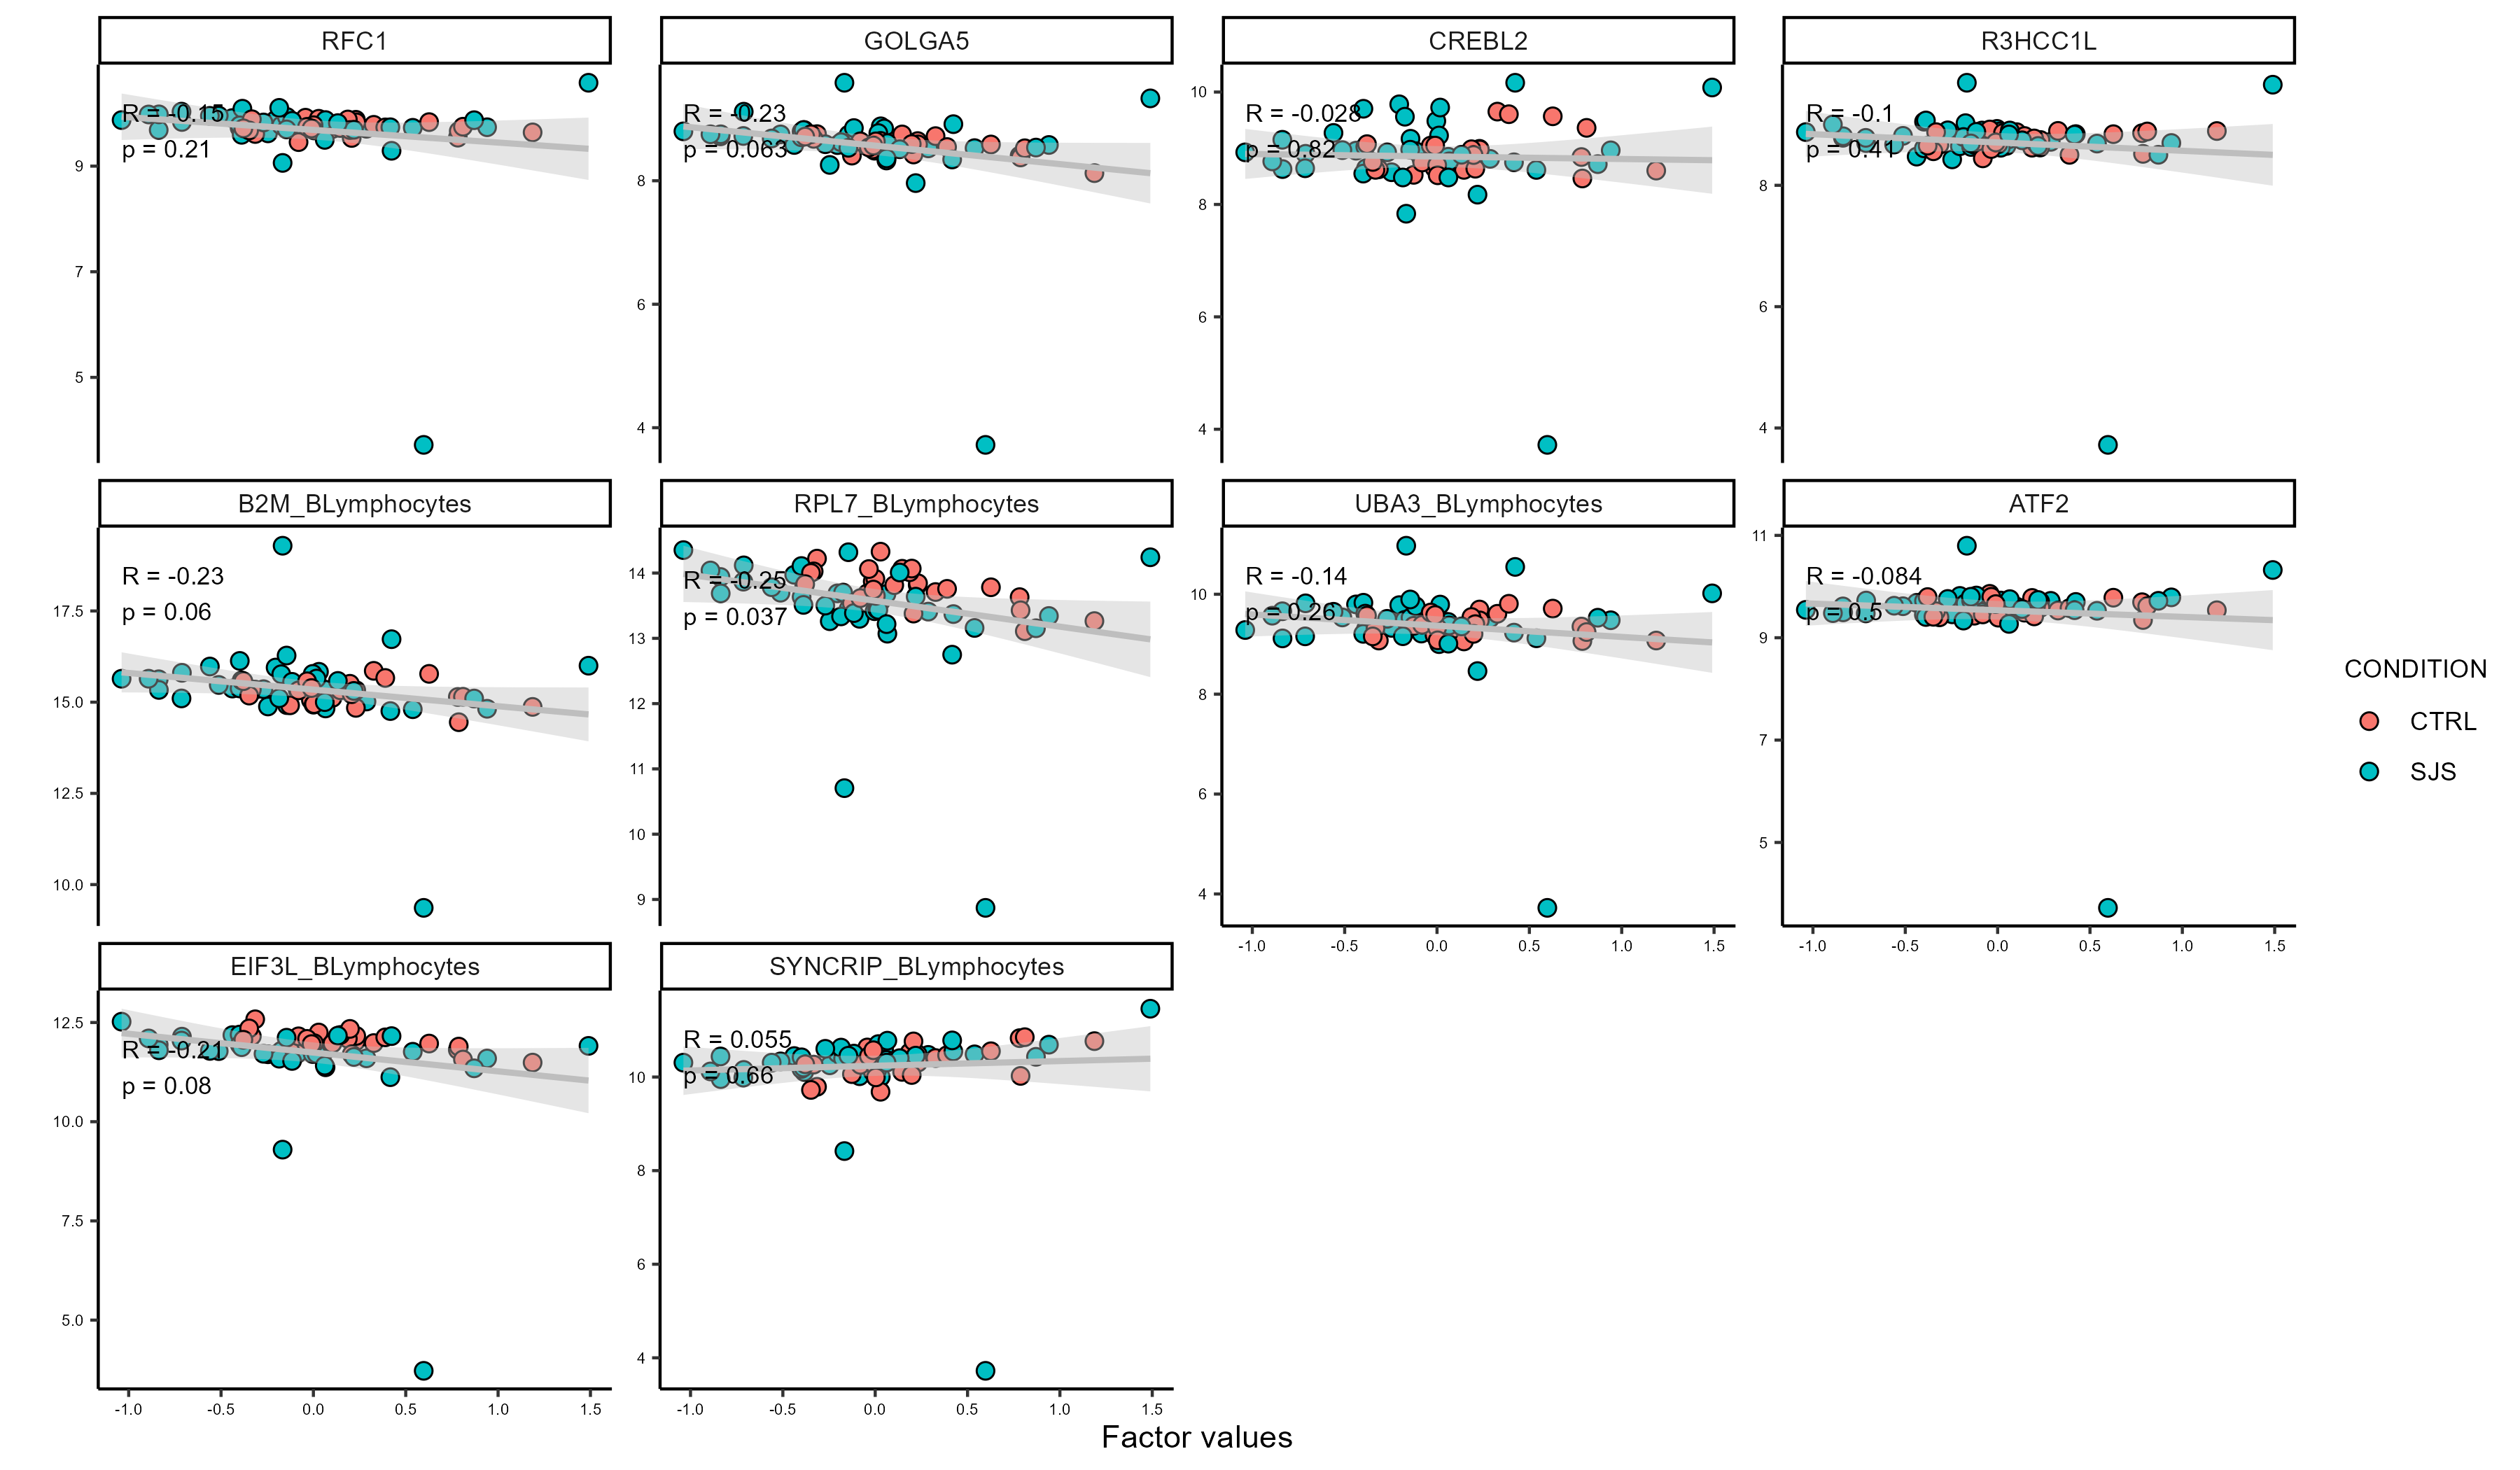 RFC1
GOLGA5
CREBL2
R3HCC1L
R = -0.15
p = 0.21
9
7
5
R = -0.23
p = 0.063
8
6
4
R = -0.028
p = 0.82
10
8
6
4
R = -0.1
p = 0.41
8
6
4
B2M_BLymphocytes
RPL7_BLymphocytes
UBA3_BLymphocytes
ATF2
R = -0.23
p = 0.06
17.5
15.0
12.5
10.0
R = -0.25
p = 0.037
14
13
12
11
10
9
R = -0.14
p = 0.26
10
8
6
4
-1.0 -0.5 0.0 0.5 1.0 1.5
R = -0.084
p = 0.5
11
9
7
5
-1.0 -0.5 0.0 0.5 1.0 1.5
CONDITION
CTRL
SJS
EIF3L_BLymphocytes
SYNCRIP_BLymphocytes
R = -0.21
p = 0.08
12.5
10.0
7.5
5.0
-1.0 -0.5 0.0 0.5 1.0 1.5
R = 0.055
p = 0.66
10
8
6
4
-1.0 -0.5 0.0 0.5 1.0 1.5
Factor values